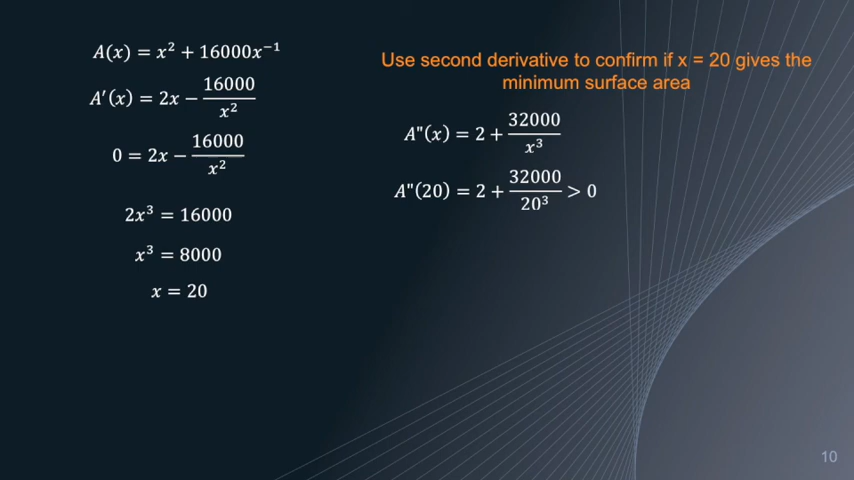 A(x) = x² + 16000x⁻¹
A′(x) = 2x − 16000/x²
0 = 2x − 16000/x²
2x³ = 16000
x³ = 8000
x = 20
Use second derivative to confirm if x = 20 gives the
minimum surface area
A"(x) = 2 + 32000/x³
A"(20) = 2 + 32000/20³ > 0
10